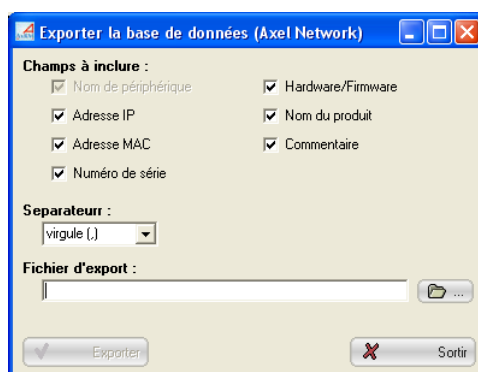 Exporter la base de données (Axel Network)
Champs à inclure :
Nom de périphérique
Hardware/Firmware
Adresse IP
Nom du produit
Adresse MAC
Commentaire
Numéro de série
Separateurr :
virgule (,)
Fichier d'export :
...
Exporter
Sortir